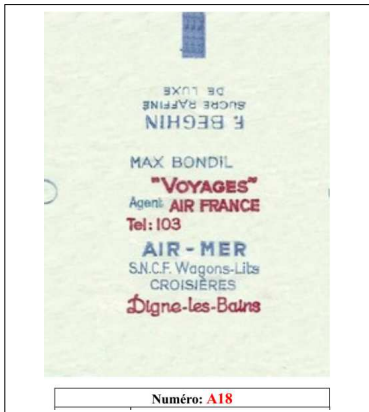 DE LUXE
SUCRE RAFFINÉ
F. BEGHIN
MAX BONDIL
"VOYAGES"
Agent AIR FRANCE
Tel: 103
AIR - MER
S.N.C.F. Wagons-Lits
CROISIÈRES
Digne-les-Bains
Numéro: A18